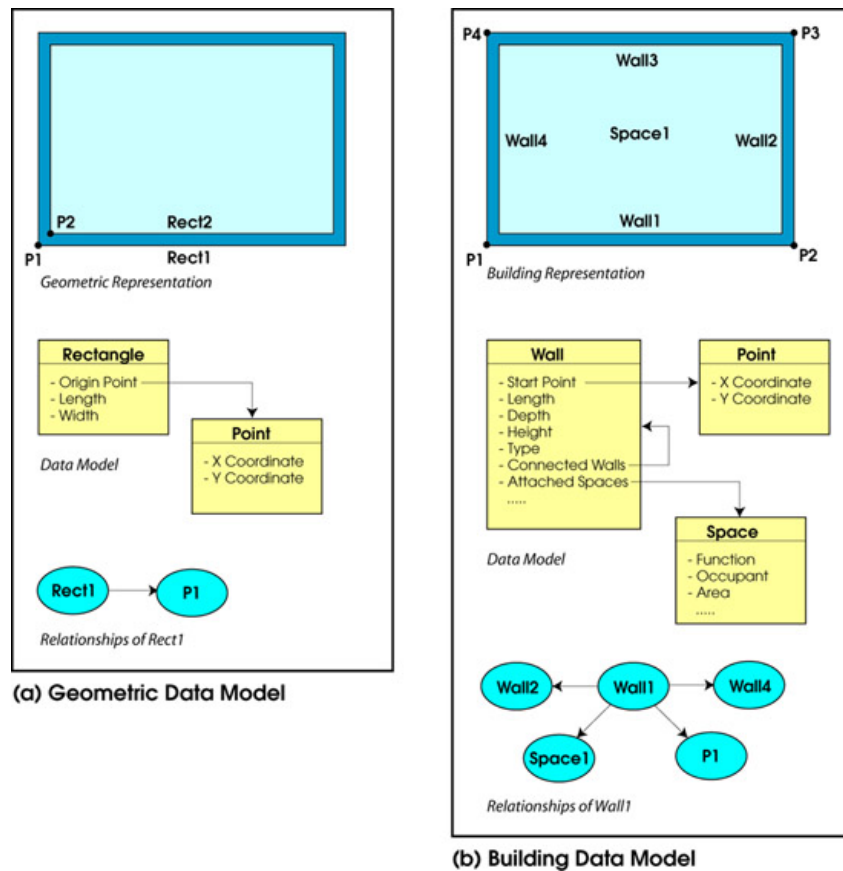 P2
Rect2
P1
Rect1
Geometric Representation
Rectangle
- Origin Point
- Length
- Width
Point
- X Coordinate
- Y Coordinate
Data Model
Rect1
P1
Relationships of Rect1
(a) Geometric Data Model
P4
P3
Wall3
Wall4
Space1
Wall2
Wall1
P1
P2
Building Representation
Wall
- Start Point
- Length
- Depth
- Height
- Type
- Connected Walls
- Attached Spaces
.....
Point
- X Coordinate
- Y Coordinate
Space
- Function
- Occupant
- Area
.....
Data Model
Wall2
Wall1
Wall4
Space1
P1
Relationships of Wall1
(b) Building Data Model